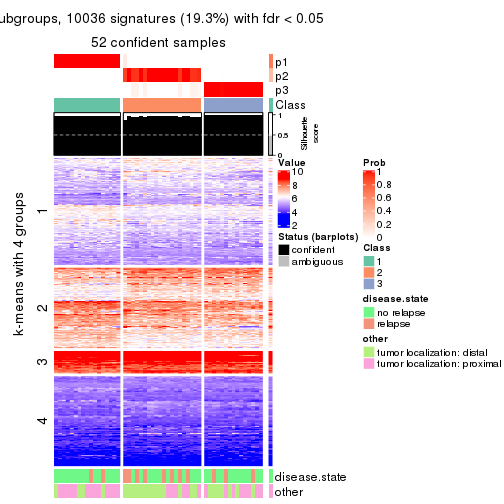 ubgroups, 10036 signatures (19.3%) with fdr < 0.05
52 confident samples
p1
p2
p3
Class
1
0.5
0
Silhouette
score
k-means with 4 groups
1
2
3
4
Value
10
8
6
4
2
Status (barplots)
confident
ambiguous
Prob
1
0.8
0.6
0.4
0.2
0
Class
1
2
3
disease.state
no relapse
relapse
other
tumor localization: distal
tumor localization: proximal
disease.state
other